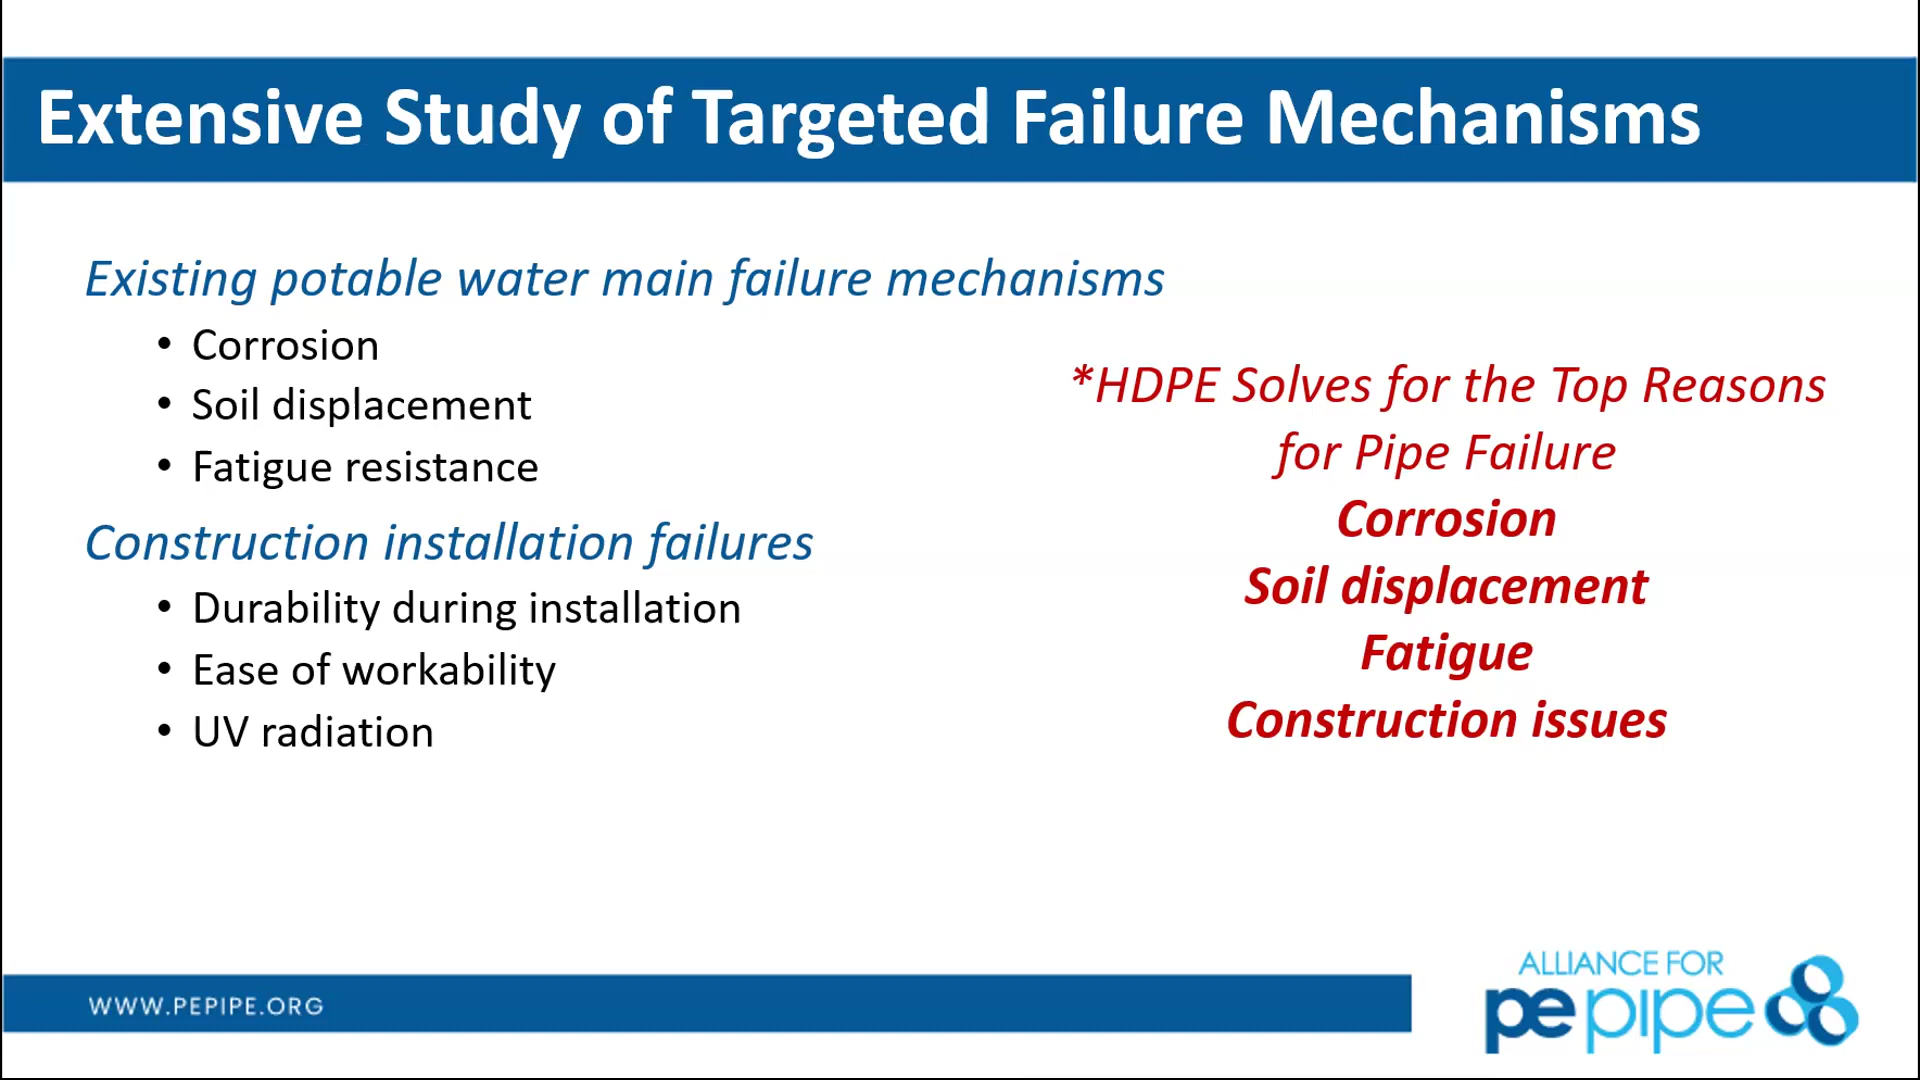 Extensive Study of Targeted Failure Mechanisms
Existing potable water main failure mechanisms
• Corrosion
• Soil displacement
• Fatigue resistance
Construction installation failures
• Durability during installation
• Ease of workability
• UV radiation
*HDPE Solves for the Top Reasons
for Pipe Failure
Corrosion
Soil displacement
Fatigue
Construction issues
WWW.PEPIPE.ORG
ALLIANCE FOR
pepipe